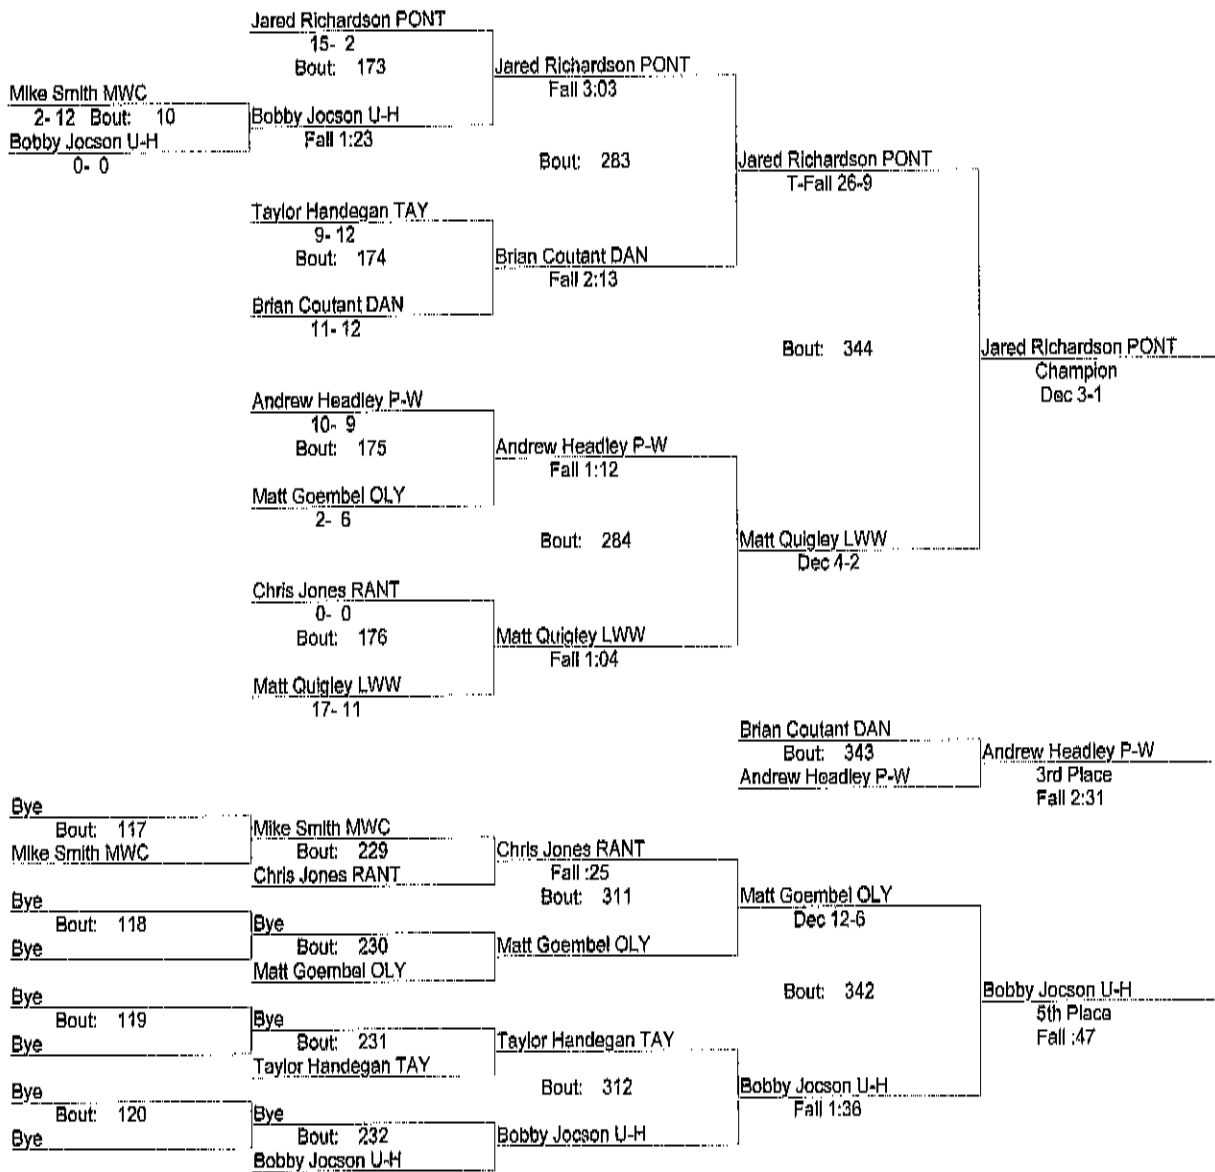 Jared Richardson PONT
15- 2
Bout: 173
Jared Richardson PONT
Fall 3:03
Mike Smith MWC
2- 12 Bout: 10
Bobby Jocson U-H
0- 0
Bobby Jocson U-H
Fall 1:23
Bout: 283
Jared Richardson PONT
T-Fall 26-9
Taylor Handegan TAY
9- 12
Bout: 174
Brian Coutant DAN
Fall 2:13
Brian Coutant DAN
11- 12
Bout: 344
Jared Richardson PONT
Champion
Dec 3-1
Andrew Headley P-W
10- 9
Bout: 175
Andrew Headley P-W
Fall 1:12
Matt Goembel OLY
2- 6
Bout: 284
Matt Quigley LWW
Dec 4-2
Chris Jones RANT
0- 0
Bout: 176
Matt Quigley LWW
Fall 1:04
Matt Quigley LWW
17- 11
Brian Coutant DAN
Bout: 343
Andrew Headley P-W
Andrew Headley P-W
3rd Place
Fall 2:31
Bye
Bout: 117
Mike Smith MWC
Mike Smith MWC
Bout: 229
Chris Jones RANT
Chris Jones RANT
Fall :25
Bout: 311
Matt Goembel OLY
Dec 12-6
Bye
Bout: 118
Bye
Bye
Bout: 230
Matt Goembel OLY
Matt Goembel OLY
Bout: 342
Bobby Jocson U-H
5th Place
Fall :47
Bye
Bout: 119
Bye
Bye
Bout: 231
Taylor Handegan TAY
Taylor Handegan TAY
Bout: 312
Bobby Jocson U-H
Fall 1:36
Bye
Bout: 120
Bye
Bye
Bout: 232
Bobby Jocson U-H
Bobby Jocson U-H